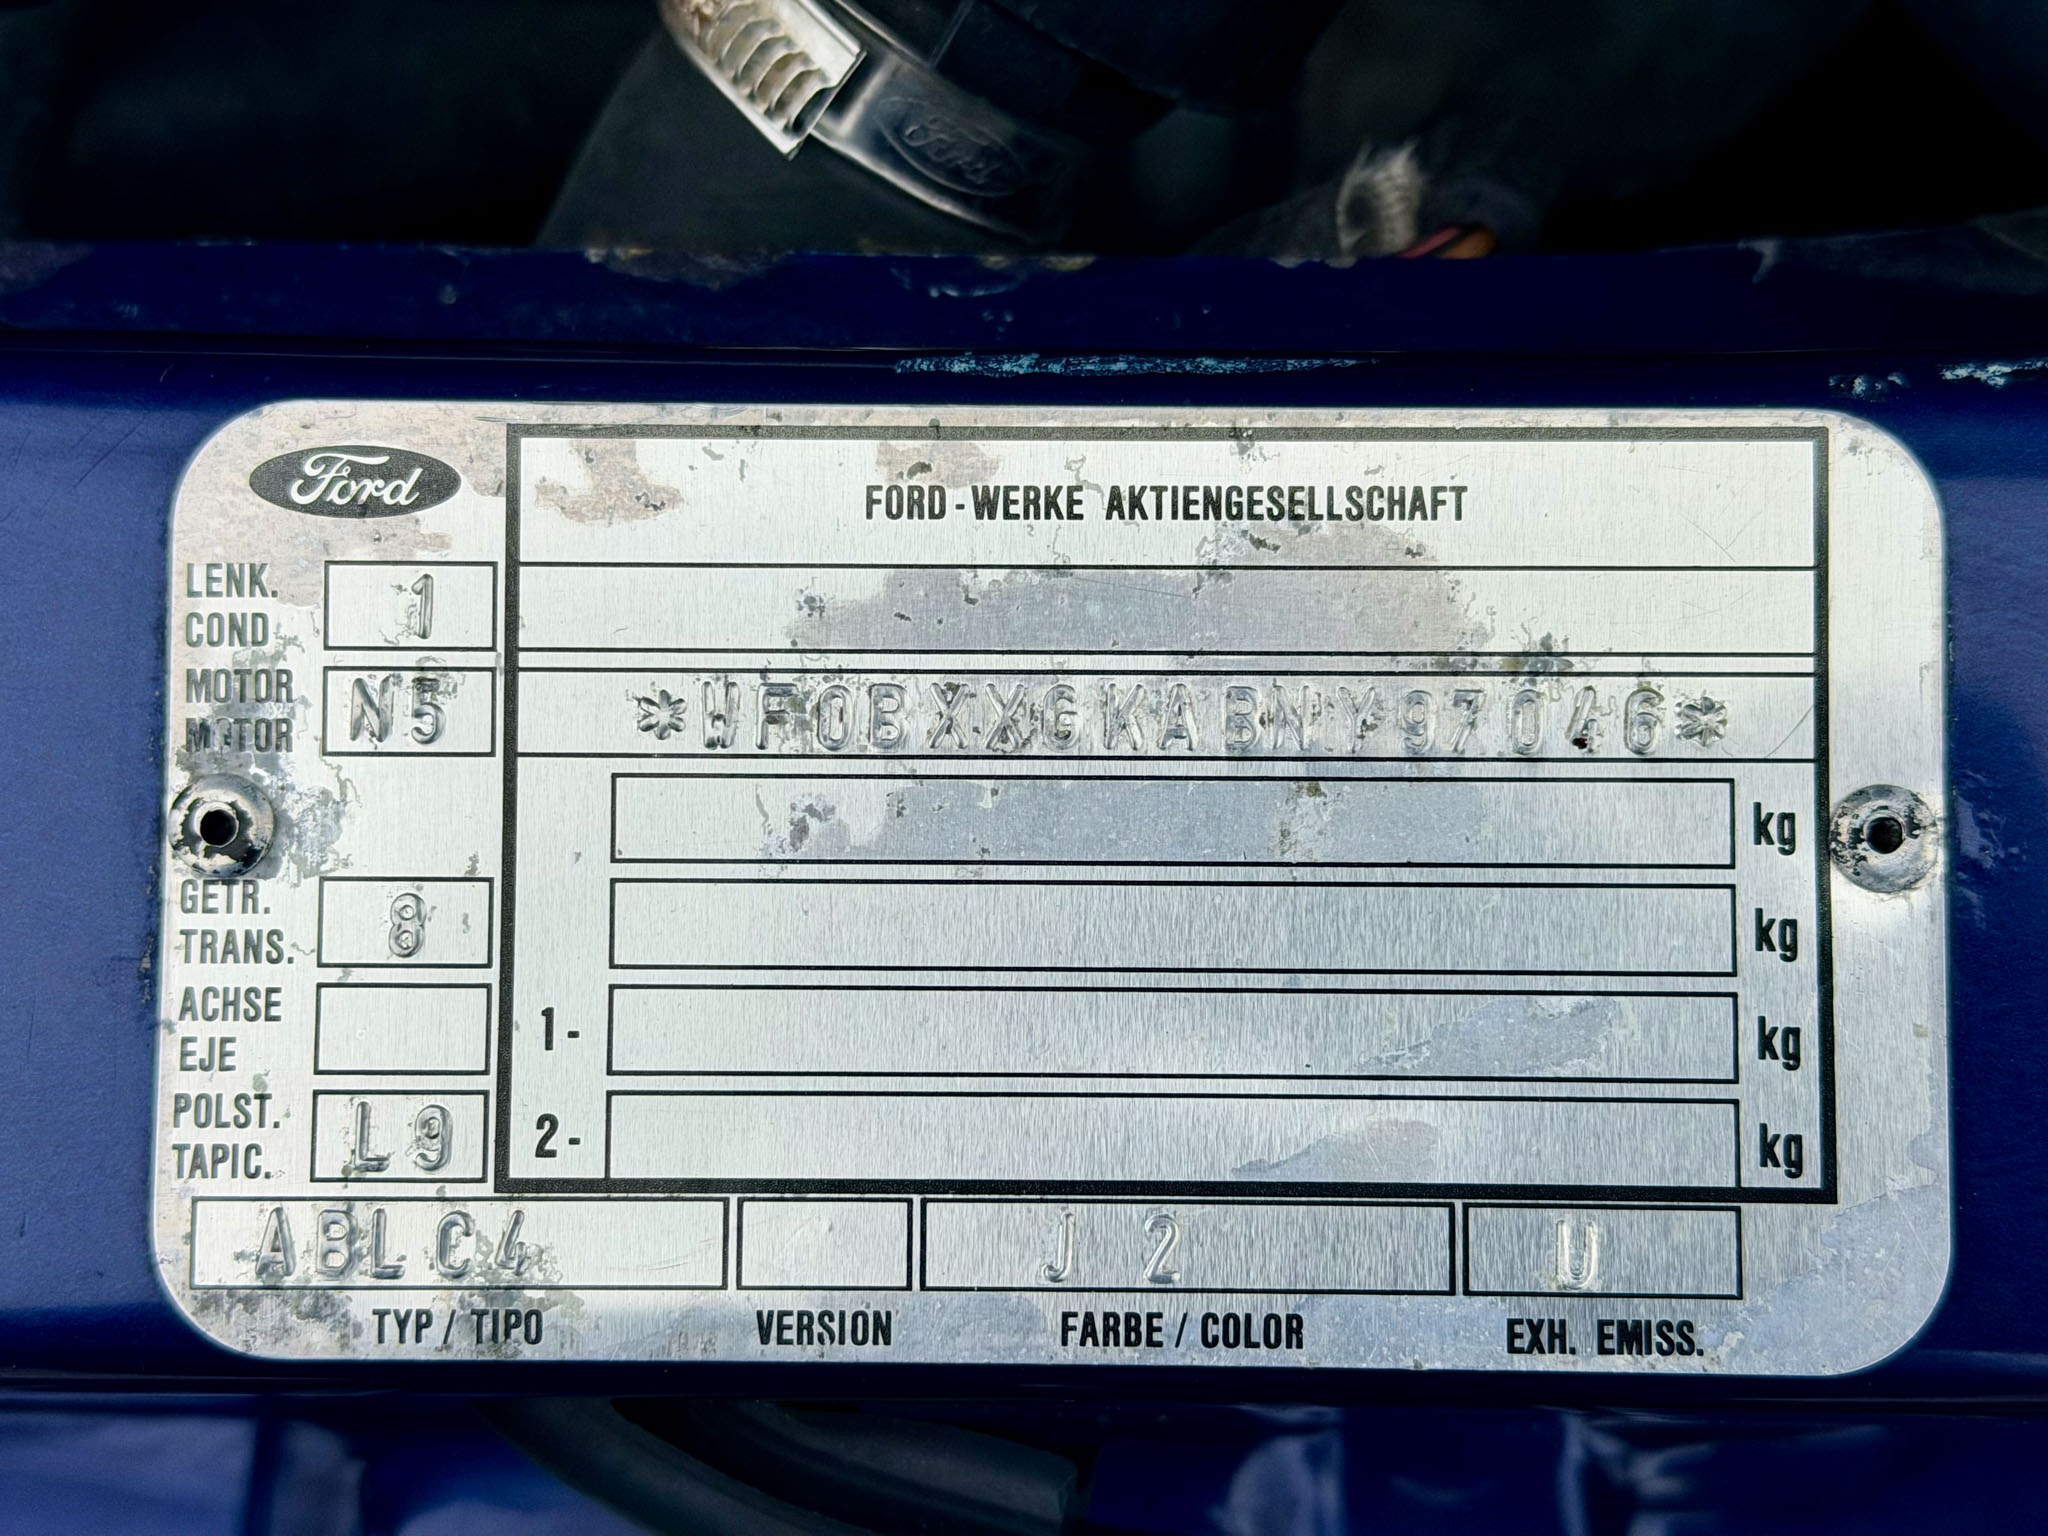 Ford
Ford
FORD-WERKE AKTIENGESELLSCHAFT
LENK.
COND
1
MOTOR
MOTOR
N5
*WF0BXXGKABNY97046*
kg
GETR.
TRANS.
8
kg
ACHSE
EJE
1-
kg
POLST.
TAPIC.
L9
2-
kg
ABLC4
J2
U
TYP / TIPO
VERSION
FARBE / COLOR
EXH. EMISS.